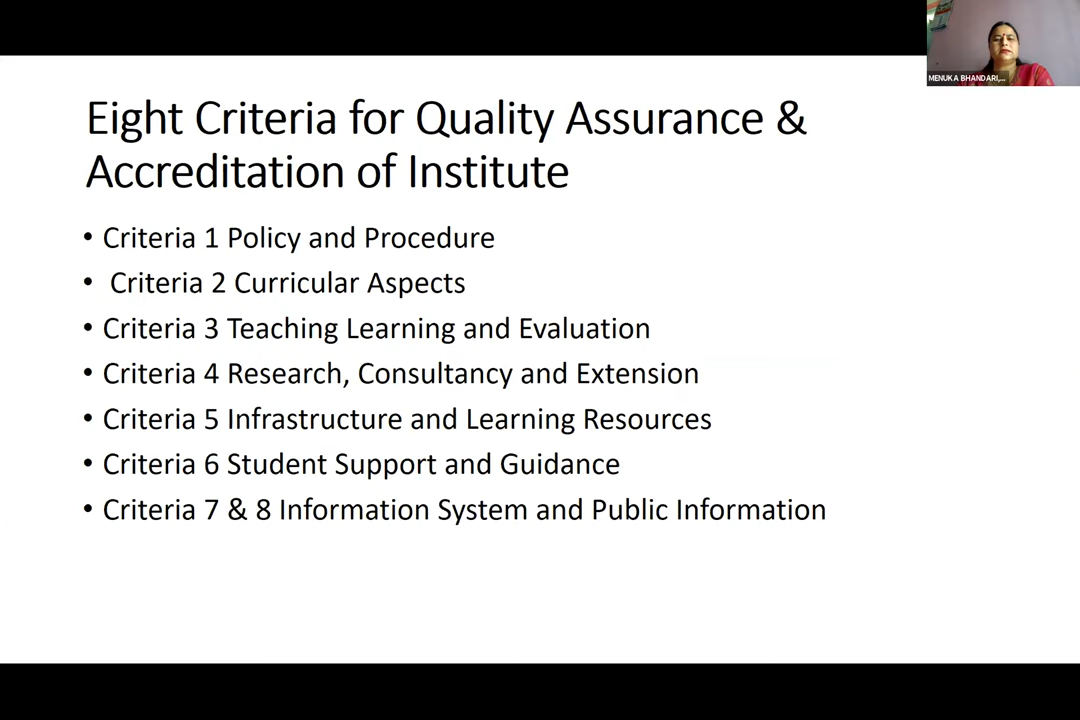 MENUKA BHANDARI,...
Eight Criteria for Quality Assurance &
Accreditation of Institute
• Criteria 1 Policy and Procedure
• Criteria 2 Curricular Aspects
• Criteria 3 Teaching Learning and Evaluation
• Criteria 4 Research, Consultancy and Extension
• Criteria 5 Infrastructure and Learning Resources
• Criteria 6 Student Support and Guidance
• Criteria 7 & 8 Information System and Public Information